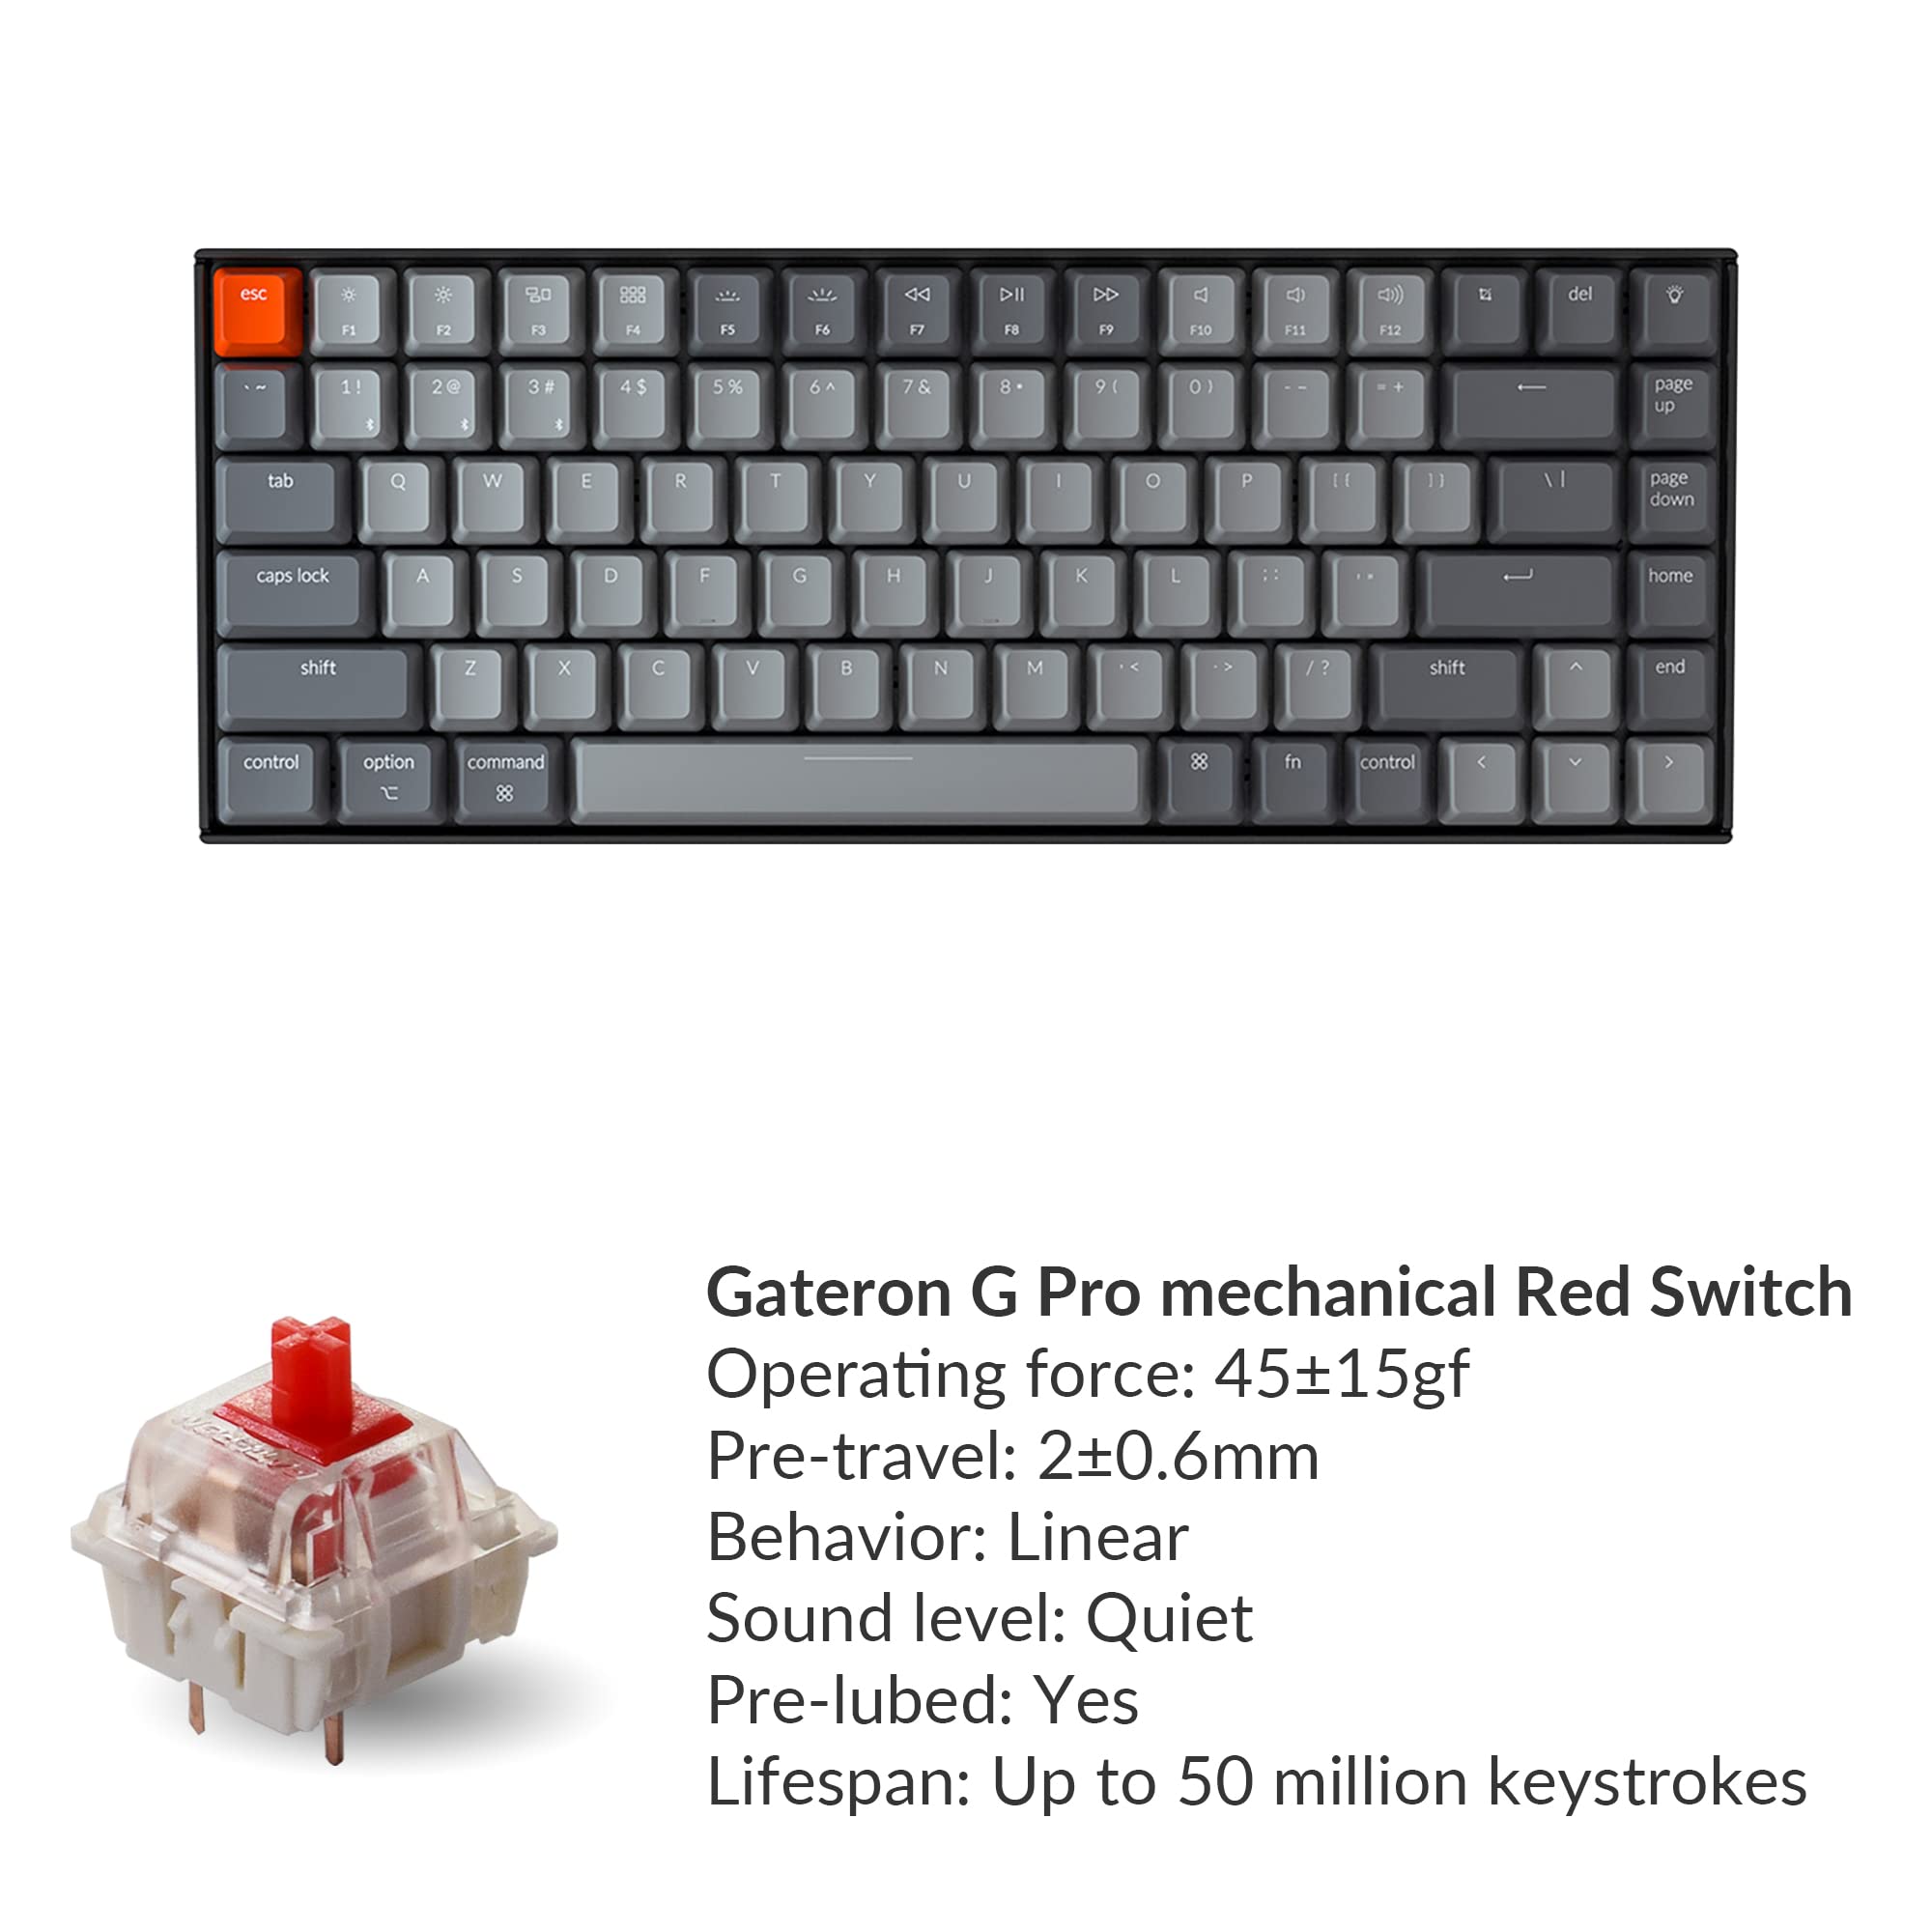 esc F1 F2 F3 F4 F5 F6 F7 F8 F9 F10 F11 F12 del
` ~ 1 ! 2 @ 3 # 4 $ 5 % 6 ^ 7 & 8 * 9 ( 0 ) - ~ = + page up
tab Q W E R T Y U I O P [ { ] } \ | page down
caps lock A S D F G H J K L ; : ' " home
shift Z X C V B N M , < . > / ? shift ^ end
control option command fn control < >
Gateron G Pro mechanical Red Switch
Operating force: 45±15gf
Pre-travel: 2±0.6mm
Behavior: Linear
Sound level: Quiet
Pre-lubed: Yes
Lifespan: Up to 50 million keystrokes